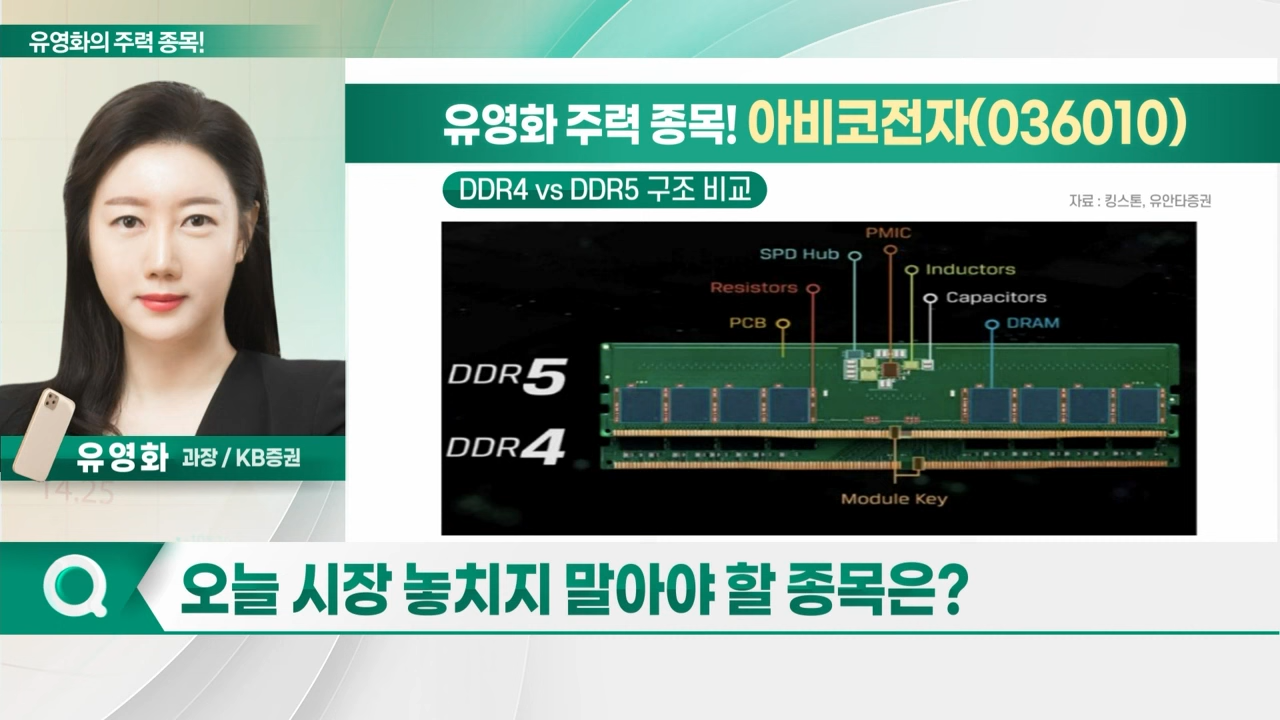 유영화의 주력 종목!
유영화 주력 종목! 아비코전자(036010)
DDR4 vs DDR5 구조 비교
자료 : 킹스톤, 유안타증권
PMIC
SPD Hub
Inductors
Resistors
Capacitors
PCB
DRAM
DDR5
DDR4
Module Key
유영화 과장 / KB증권
14.25
오늘 시장 놓치지 말아야 할 종목은?